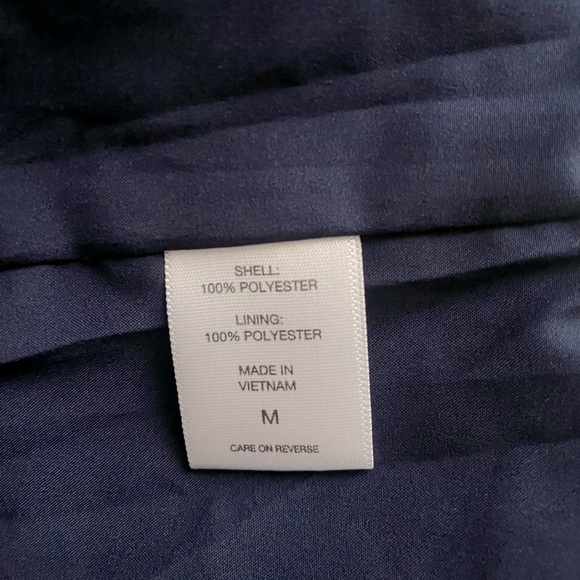 SHELL:
100% POLYESTER
LINING:
100% POLYESTER
MADE IN
VIETNAM
M
CARE ON REVERSE